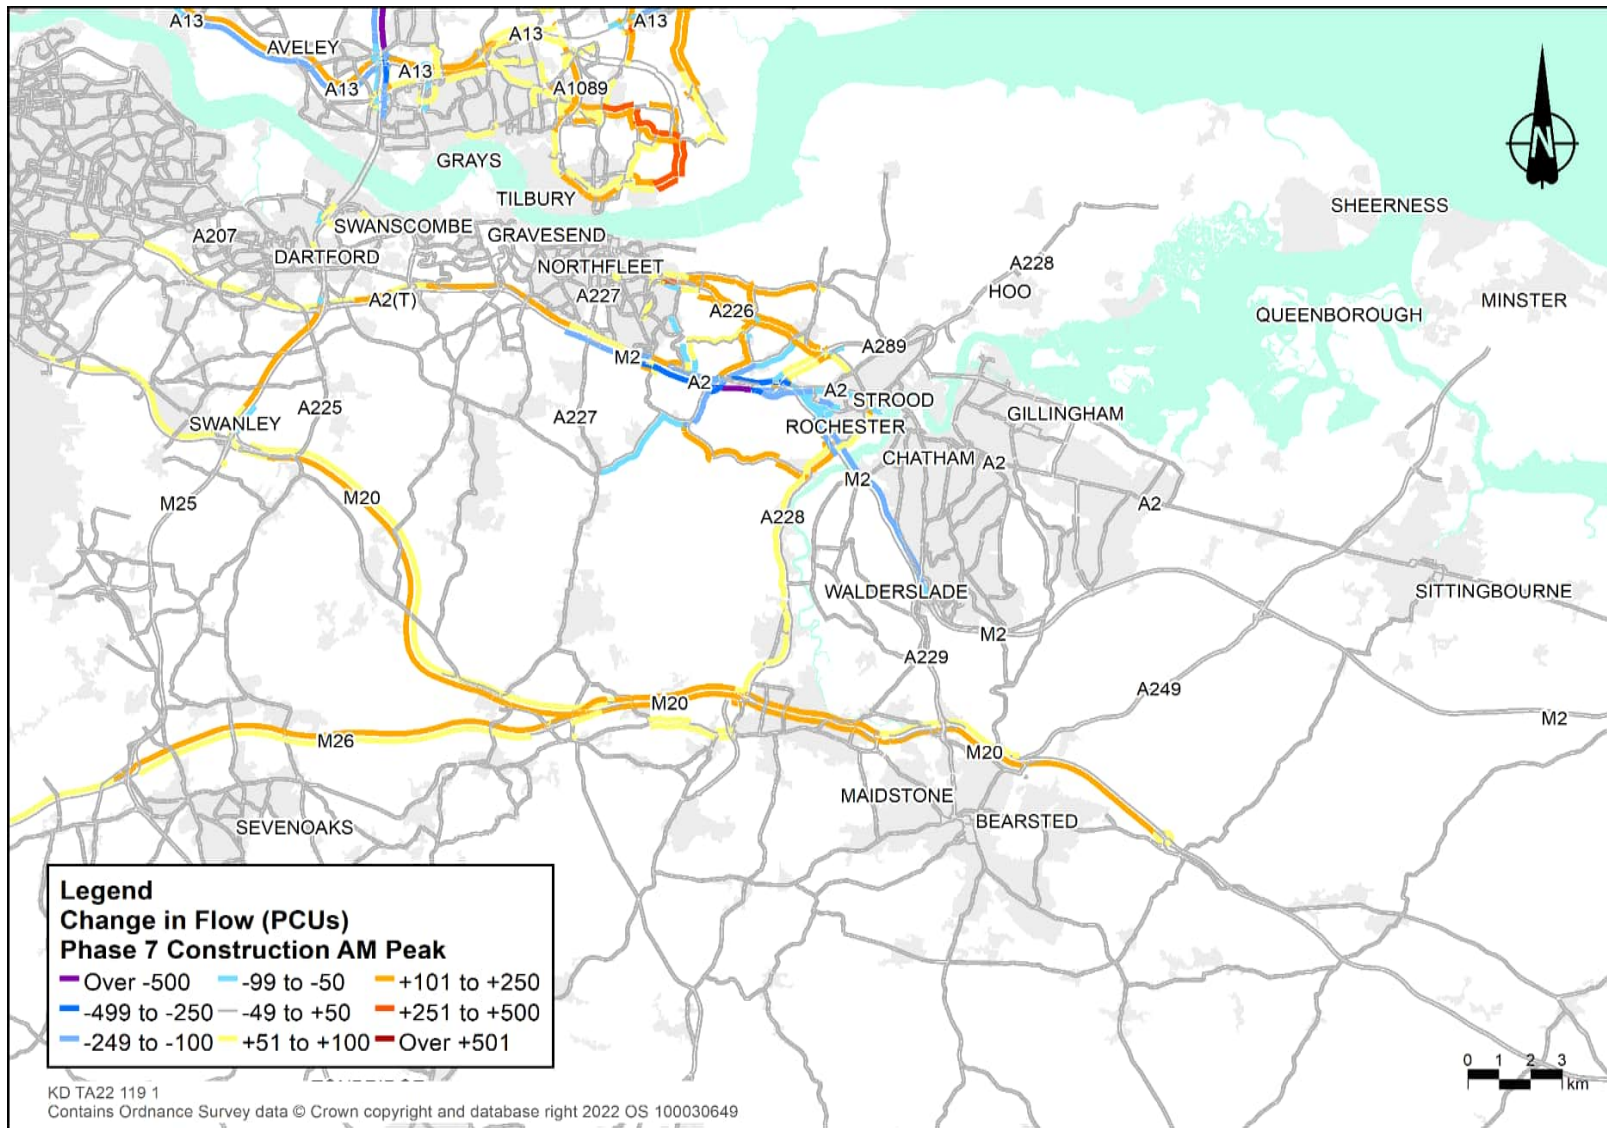 A13
A13
A13
AVELEY
A13
A13
A1089
GRAYS
TILBURY
SHEERNESS
SWANSCOMBE
A207
GRAVESEND
DARTFORD
NORTHFLEET
A228
HOO
A2(T)
A227
MINSTER
A226
QUEENBOROUGH
A289
M2
A2
A2
STROOD
A225
GILLINGHAM
A227
SWANLEY
ROCHESTER
CHATHAM
A2
M2
M20
M25
A2
A228
WALDERSLADE
SITTINGBOURNE
M2
A229
A249
M20
M2
M26
M20
MAIDSTONE
BEARSTED
SEVENOAKS
N
Legend
Change in Flow (PCUs)
Phase 7 Construction AM Peak
Over -500 -99 to -50 +101 to +250
-499 to -250 -49 to +50 +251 to +500
-249 to -100 +51 to +100 Over +501
0 1 2 3
km
KD TA22 119 1
Contains Ordnance Survey data © Crown copyright and database right 2022 OS 100030649